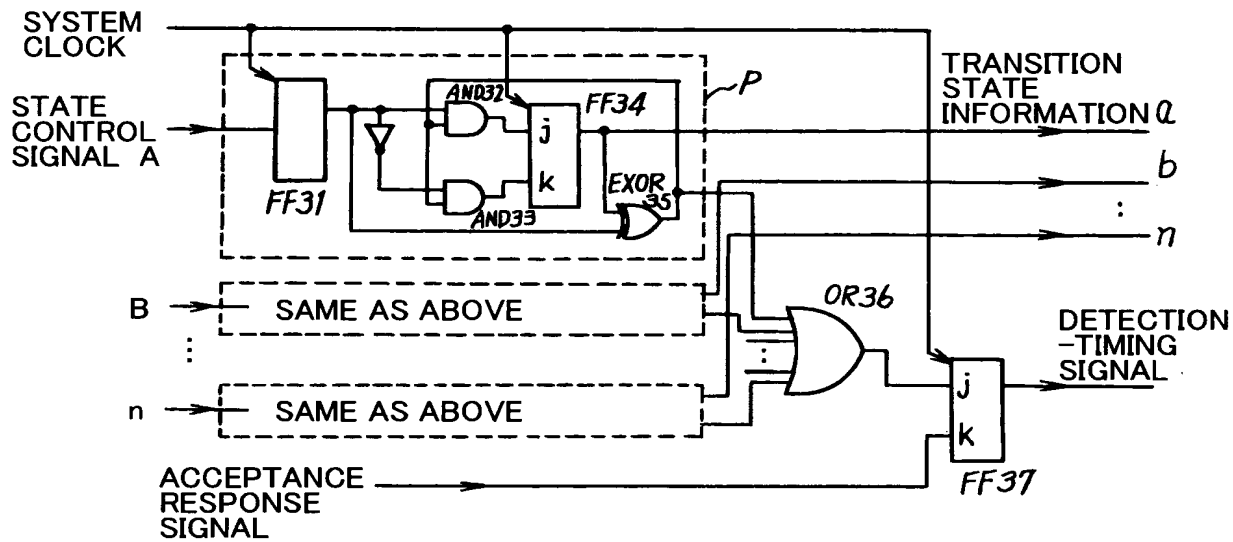 SYSTEM
CLOCK
STATE
CONTROL
SIGNAL A
FF31
AND32
AND33
j
k
FF34
EXOR
35
P
TRANSITION
STATE
INFORMATION a
b
:
n
B
SAME AS ABOVE
⋮
n
SAME AS ABOVE
OR36
⋮
DETECTION
-TIMING
SIGNAL
j
k
FF37
ACCEPTANCE
RESPONSE
SIGNAL